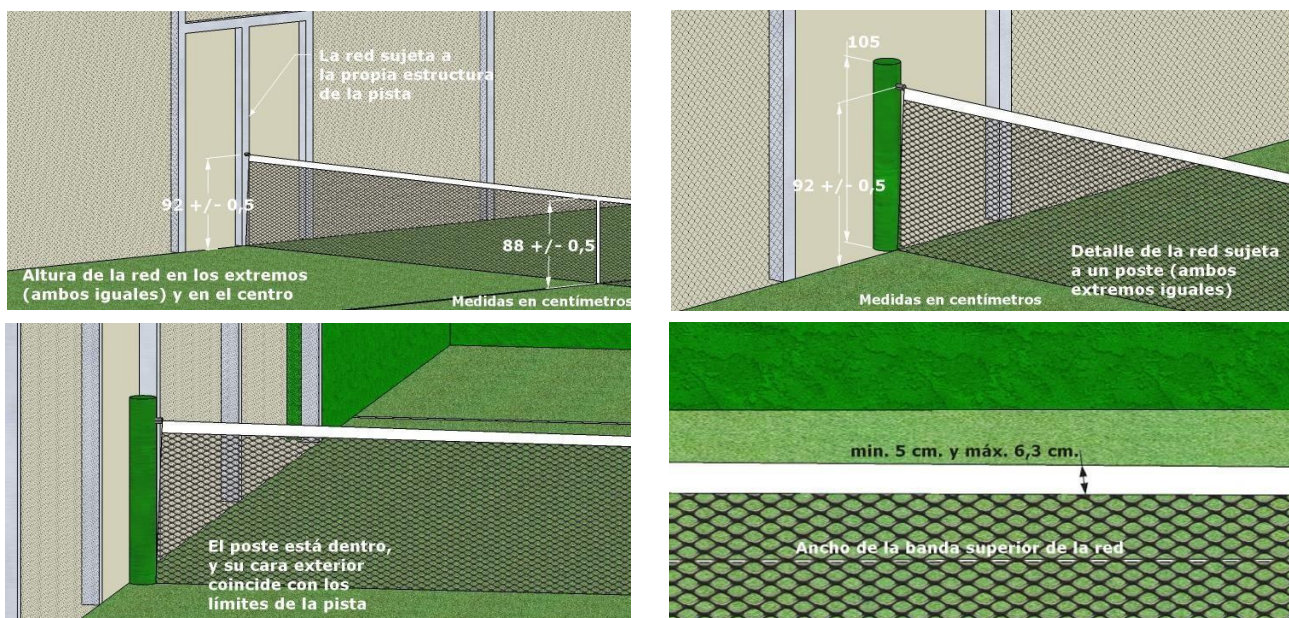 La red sujeta a
la propia estructura
de la pista
92 +/- 0,5
88 +/- 0,5
Altura de la red en los extremos
(ambos iguales) y en el centro
Medidas en centímetros
105
92 +/- 0,5
Detalle de la red sujeta
a un poste (ambos
extremos iguales)
Medidas en centímetros
El poste está dentro,
y su cara exterior
coincide con los
límites de la pista
min. 5 cm. y máx. 6,3 cm.
Ancho de la banda superior de la red